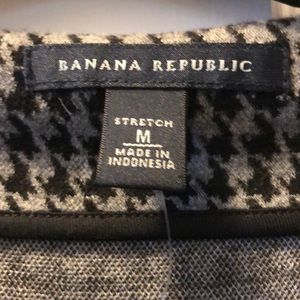 BANANA REPUBLIC
STRETCH
M
MADE IN
INDONESIA